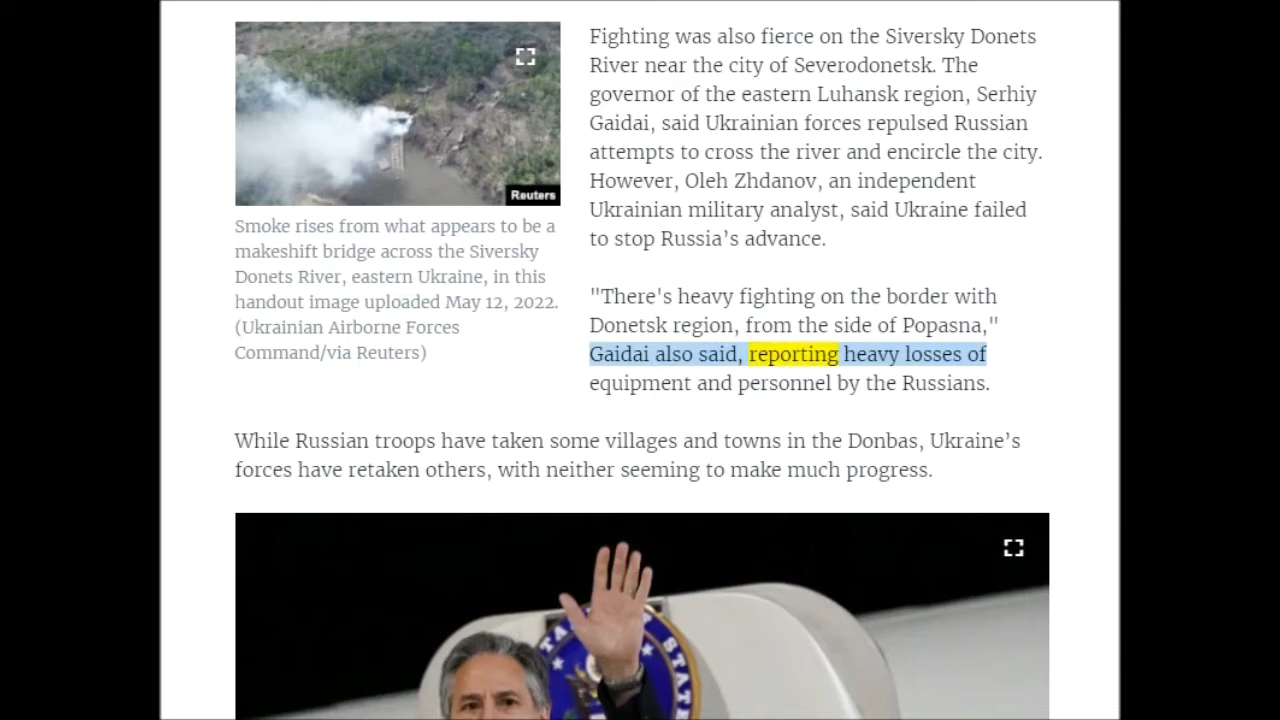 Fighting was also fierce on the Siversky Donets
River near the city of Severodonetsk. The
governor of the eastern Luhansk region, Serhiy
Gaidai, said Ukrainian forces repulsed Russian
attempts to cross the river and encircle the city.
However, Oleh Zhdanov, an independent
Ukrainian military analyst, said Ukraine failed
to stop Russia’s advance.
Reuters
Smoke rises from what appears to be a
makeshift bridge across the Siversky
Donets River, eastern Ukraine, in this
handout image uploaded May 12, 2022.
(Ukrainian Airborne Forces
Command/via Reuters)
"There's heavy fighting on the border with
Donetsk region, from the side of Popasna,"
Gaidai also said, reporting heavy losses of
equipment and personnel by the Russians.
While Russian troops have taken some villages and towns in the Donbas, Ukraine’s
forces have retaken others, with neither seeming to make much progress.